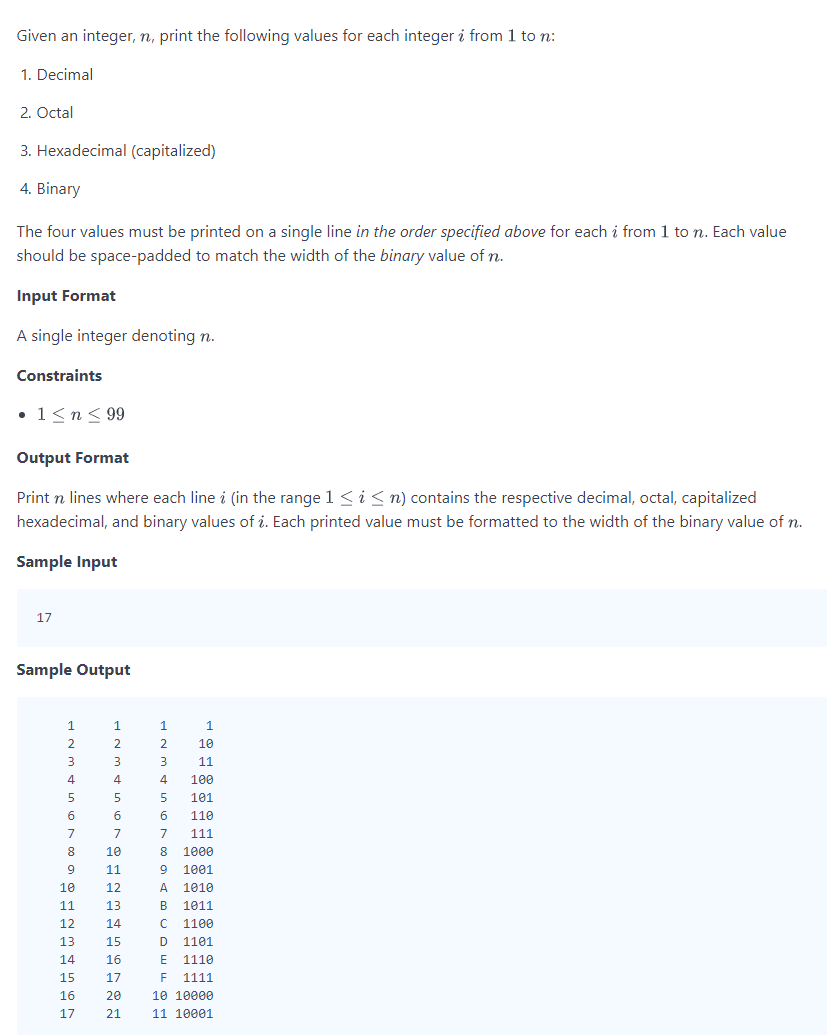 Given an integer, n, print the following values for each integer i from 1 to n:
1. Decimal
2. Octal
3. Hexadecimal (capitalized)
4. Binary
The four values must be printed on a single line in the order specified above for each i from 1 to n. Each value
should be space-padded to match the width of the binary value of n.
Input Format
A single integer denoting n.
Constraints
• 1 ≤ n ≤ 99
Output Format
Print n lines where each line i (in the range 1 ≤ i ≤ n) contains the respective decimal, octal, capitalized
hexadecimal, and binary values of i. Each printed value must be formatted to the width of the binary value of n.
Sample Input
17
Sample Output
    1     1     1     1
    2     2     2    10
    3     3     3    11
    4     4     4   100
    5     5     5   101
    6     6     6   110
    7     7     7   111
    8    10     8  1000
    9    11     9  1001
   10    12     A  1010
   11    13     B  1011
   12    14     C  1100
   13    15     D  1101
   14    16     E  1110
   15    17     F  1111
   16    20    10 10000
   17    21    11 10001